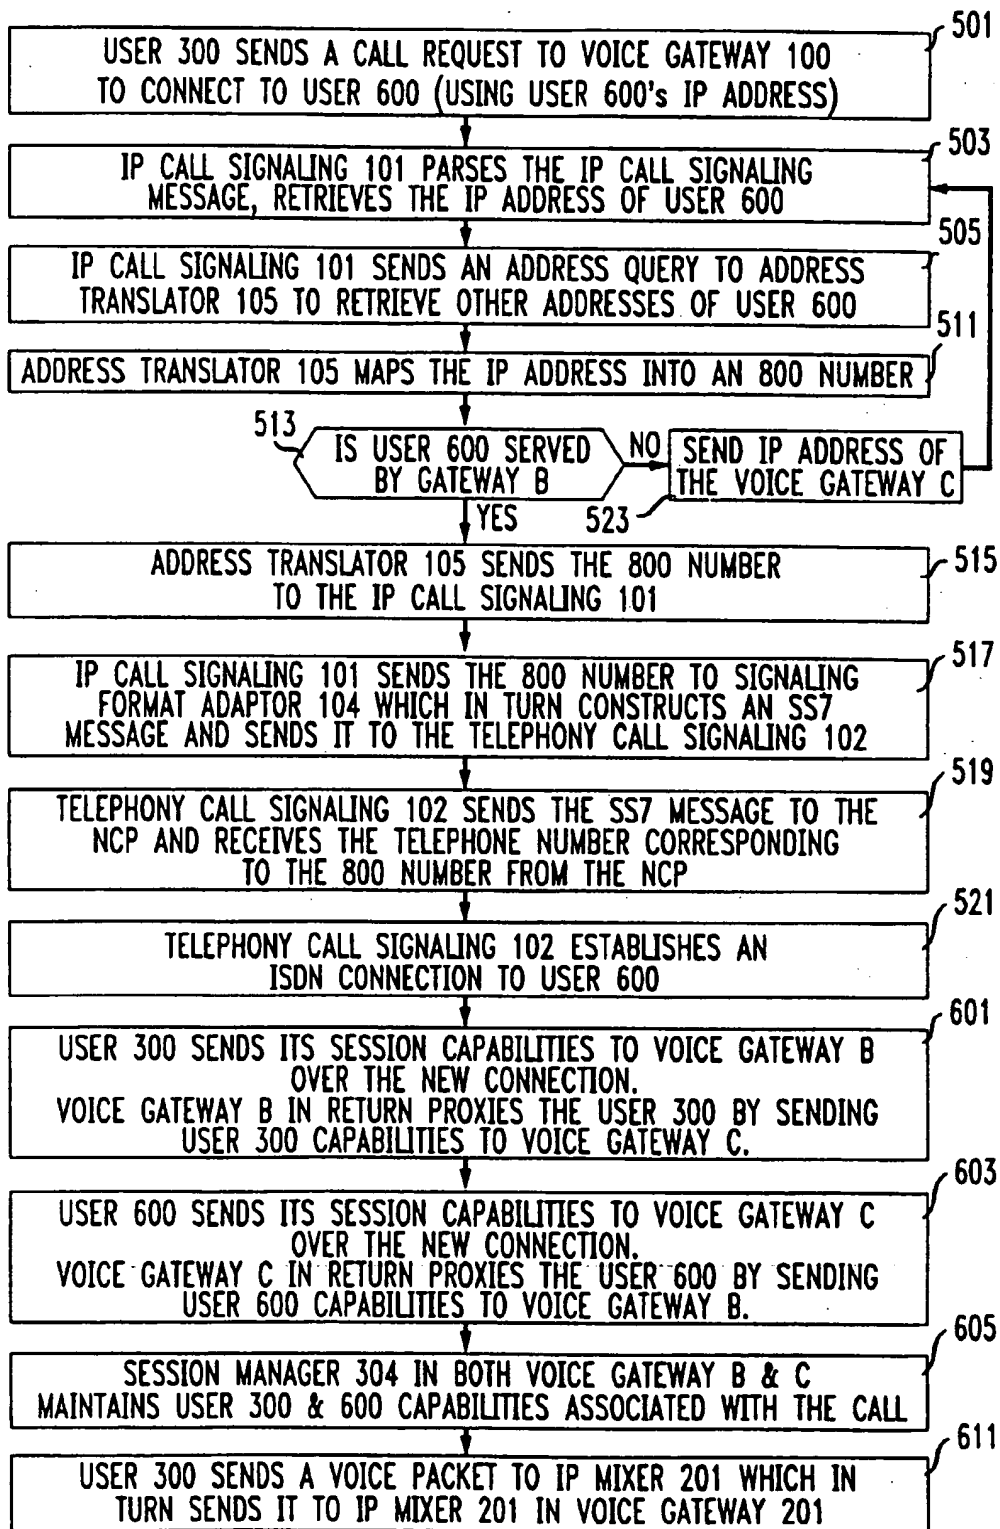 501
USER 300 SENDS A CALL REQUEST TO VOICE GATEWAY 100
TO CONNECT TO USER 600 (USING USER 600's IP ADDRESS)
503
IP CALL SIGNALING 101 PARSES THE IP CALL SIGNALING
MESSAGE, RETRIEVES THE IP ADDRESS OF USER 600
505
IP CALL SIGNALING 101 SENDS AN ADDRESS QUERY TO ADDRESS
TRANSLATOR 105 TO RETRIEVE OTHER ADDRESSES OF USER 600
511
ADDRESS TRANSLATOR 105 MAPS THE IP ADDRESS INTO AN 800 NUMBER
513
IS USER 600 SERVED
BY GATEWAY B
NO
SEND IP ADDRESS OF
THE VOICE GATEWAY C
523
YES
515
ADDRESS TRANSLATOR 105 SENDS THE 800 NUMBER
TO THE IP CALL SIGNALING 101
517
IP CALL SIGNALING 101 SENDS THE 800 NUMBER TO SIGNALING
FORMAT ADAPTOR 104 WHICH IN TURN CONSTRUCTS AN SS7
MESSAGE AND SENDS IT TO THE TELEPHONY CALL SIGNALING 102
519
TELEPHONY CALL SIGNALING 102 SENDS THE SS7 MESSAGE TO THE
NCP AND RECEIVES THE TELEPHONE NUMBER CORRESPONDING
TO THE 800 NUMBER FROM THE NCP
521
TELEPHONY CALL SIGNALING 102 ESTABLISHES AN
ISDN CONNECTION TO USER 600
601
USER 300 SENDS ITS SESSION CAPABILITIES TO VOICE GATEWAY B
OVER THE NEW CONNECTION.
VOICE GATEWAY B IN RETURN PROXIES THE USER 300 BY SENDING
USER 300 CAPABILITIES TO VOICE GATEWAY C.
603
USER 600 SENDS ITS SESSION CAPABILITIES TO VOICE GATEWAY C
OVER THE NEW CONNECTION.
VOICE GATEWAY C IN RETURN PROXIES THE USER 600 BY SENDING
USER 600 CAPABILITIES TO VOICE GATEWAY B.
605
SESSION MANAGER 304 IN BOTH VOICE GATEWAY B & C
MAINTAINS USER 300 & 600 CAPABILITIES ASSOCIATED WITH THE CALL
611
USER 300 SENDS A VOICE PACKET TO IP MIXER 201 WHICH IN
TURN SENDS IT TO IP MIXER 201 IN VOICE GATEWAY 201